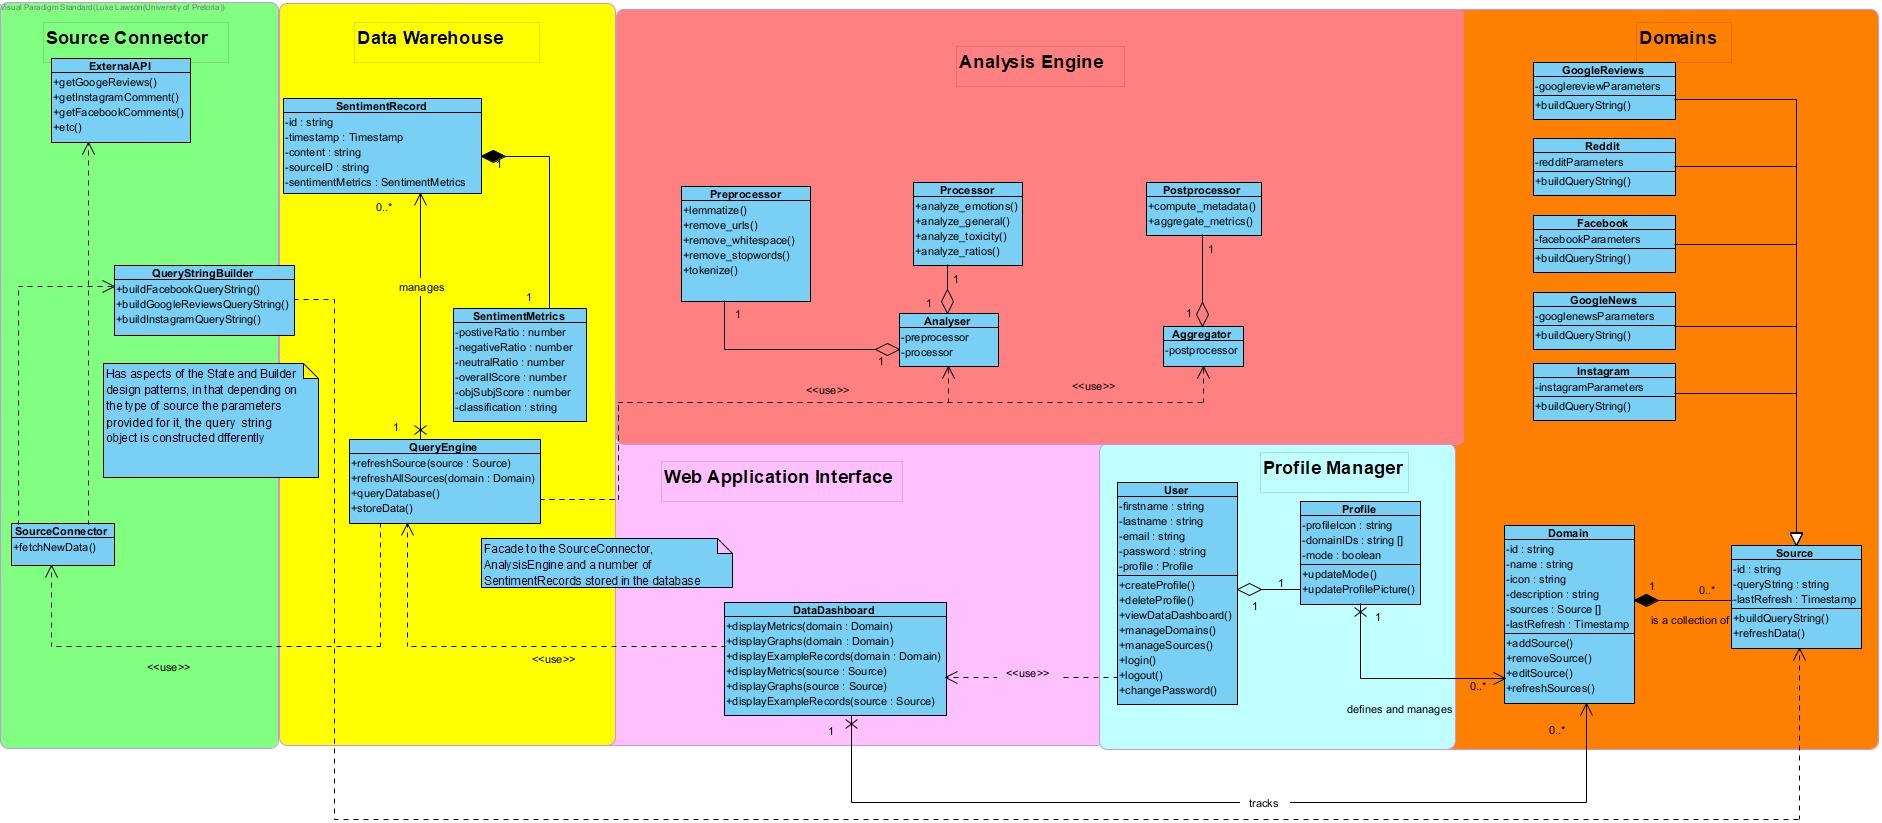 Visual Paradigm Standard(Luke Lawson(University of Pretoria))
Source Connector
ExternalAPI
+getGoogeReviews()
+getInstagramComment()
+getFacebookComments()
+etc()
QueryStringBuilder
+buildFacebookQueryString()
+buildGoogleReviewsQueryString()
+buildInstagramQueryString()
Has aspects of the State and Builder
design patterns, in that depending on
the type of source the parameters
provided for it, the query string
object is constructed dfferently
SourceConnector
+fetchNewData()
<<use>>
Data Warehouse
SentimentRecord
-id : string
-timestamp : Timestamp
-content : string
-sourceID : string
-sentimentMetrics : SentimentMetrics
1
0..*
manages
1
1
SentimentMetrics
-postiveRatio : number
-negativeRatio : number
-neutralRatio : number
-overallScore : number
-objSubjScore : number
-classification : string
QueryEngine
+refreshSource(source : Source)
+refreshAllSources(domain : Domain)
+queryDatabase()
+storeData()
Facade to the SourceConnector,
AnalysisEngine and a number of
SentimentRecords stored in the database
<<use>>
Analysis Engine
Preprocessor
+lemmatize()
+remove_urls()
+remove_whitespace()
+remove_stopwords()
+tokenize()
1
Processor
+analyze_emotions()
+analyze_general()
+analyze_toxicity()
+analyze_ratios()
1
1
Analyser
-preprocessor
-processor
1
<<use>>
Postprocessor
+compute_metadata()
+aggregate_metrics()
1
1
Aggregator
-postprocessor
<<use>>
Web Application Interface
DataDashboard
+displayMetrics(domain : Domain)
+displayGraphs(domain : Domain)
+displayExampleRecords(domain : Domain)
+displayMetrics(source : Source)
+displayGraphs(source : Source)
+displayExampleRecords(source : Source)
1
<<use>>
Profile Manager
User
-firstname : string
-lastname : string
-email : string
-password : string
-profile : Profile
+createProfile()
+deleteProfile()
+viewDataDashboard()
+manageDomains()
+manageSources()
+login()
+logout()
+changePassword()
1
1
Profile
-profileIcon : string
-domainIDs : string []
-mode : boolean
+updateMode()
+updateProfilePicture()
1
0..*
defines and manages
Domains
GoogleReviews
-googlereviewParameters
+buildQueryString()
Reddit
-redditParameters
+buildQueryString()
Facebook
-facebookParameters
+buildQueryString()
GoogleNews
-googlenewsParameters
+buildQueryString()
Instagram
-instagramParameters
+buildQueryString()
Domain
-id : string
-name : string
-icon : string
-description : string
-sources : Source []
-lastRefresh : Timestamp
+addSource()
+removeSource()
+editSource()
+refreshSources()
1
0..*
is a collection of
Source
-id : string
-queryString : string
-lastRefresh : Timestamp
+buildQueryString()
+refreshData()
0..*
tracks